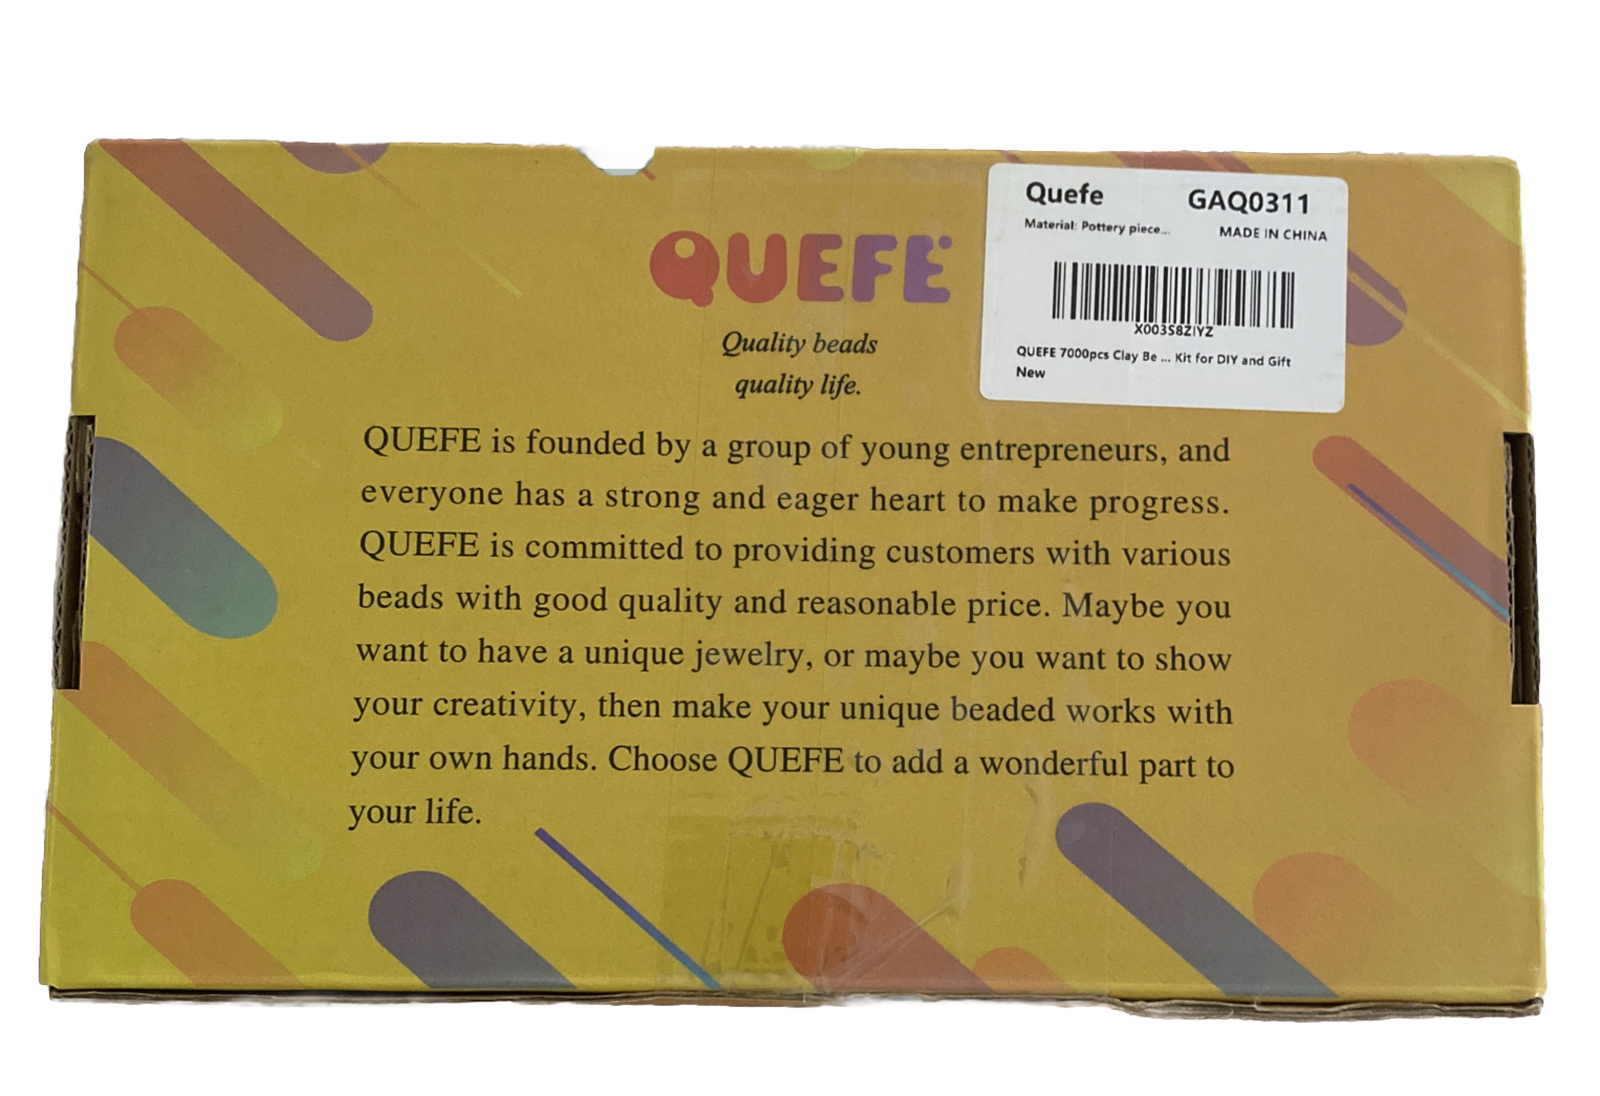 Quefe GAQ0311
Material: Pottery piece... MADE IN CHINA
X003S8ZIYZ
QUEFE 7000pcs Clay Be ... Kit for DIY and Gift
New
QUEFE
Quality beads
quality life.
QUEFE is founded by a group of young entrepreneurs, and
everyone has a strong and eager heart to make progress.
QUEFE is committed to providing customers with various
beads with good quality and reasonable price. Maybe you
want to have a unique jewelry, or maybe you want to show
your creativity, then make your unique beaded works with
your own hands. Choose QUEFE to add a wonderful part to
your life.